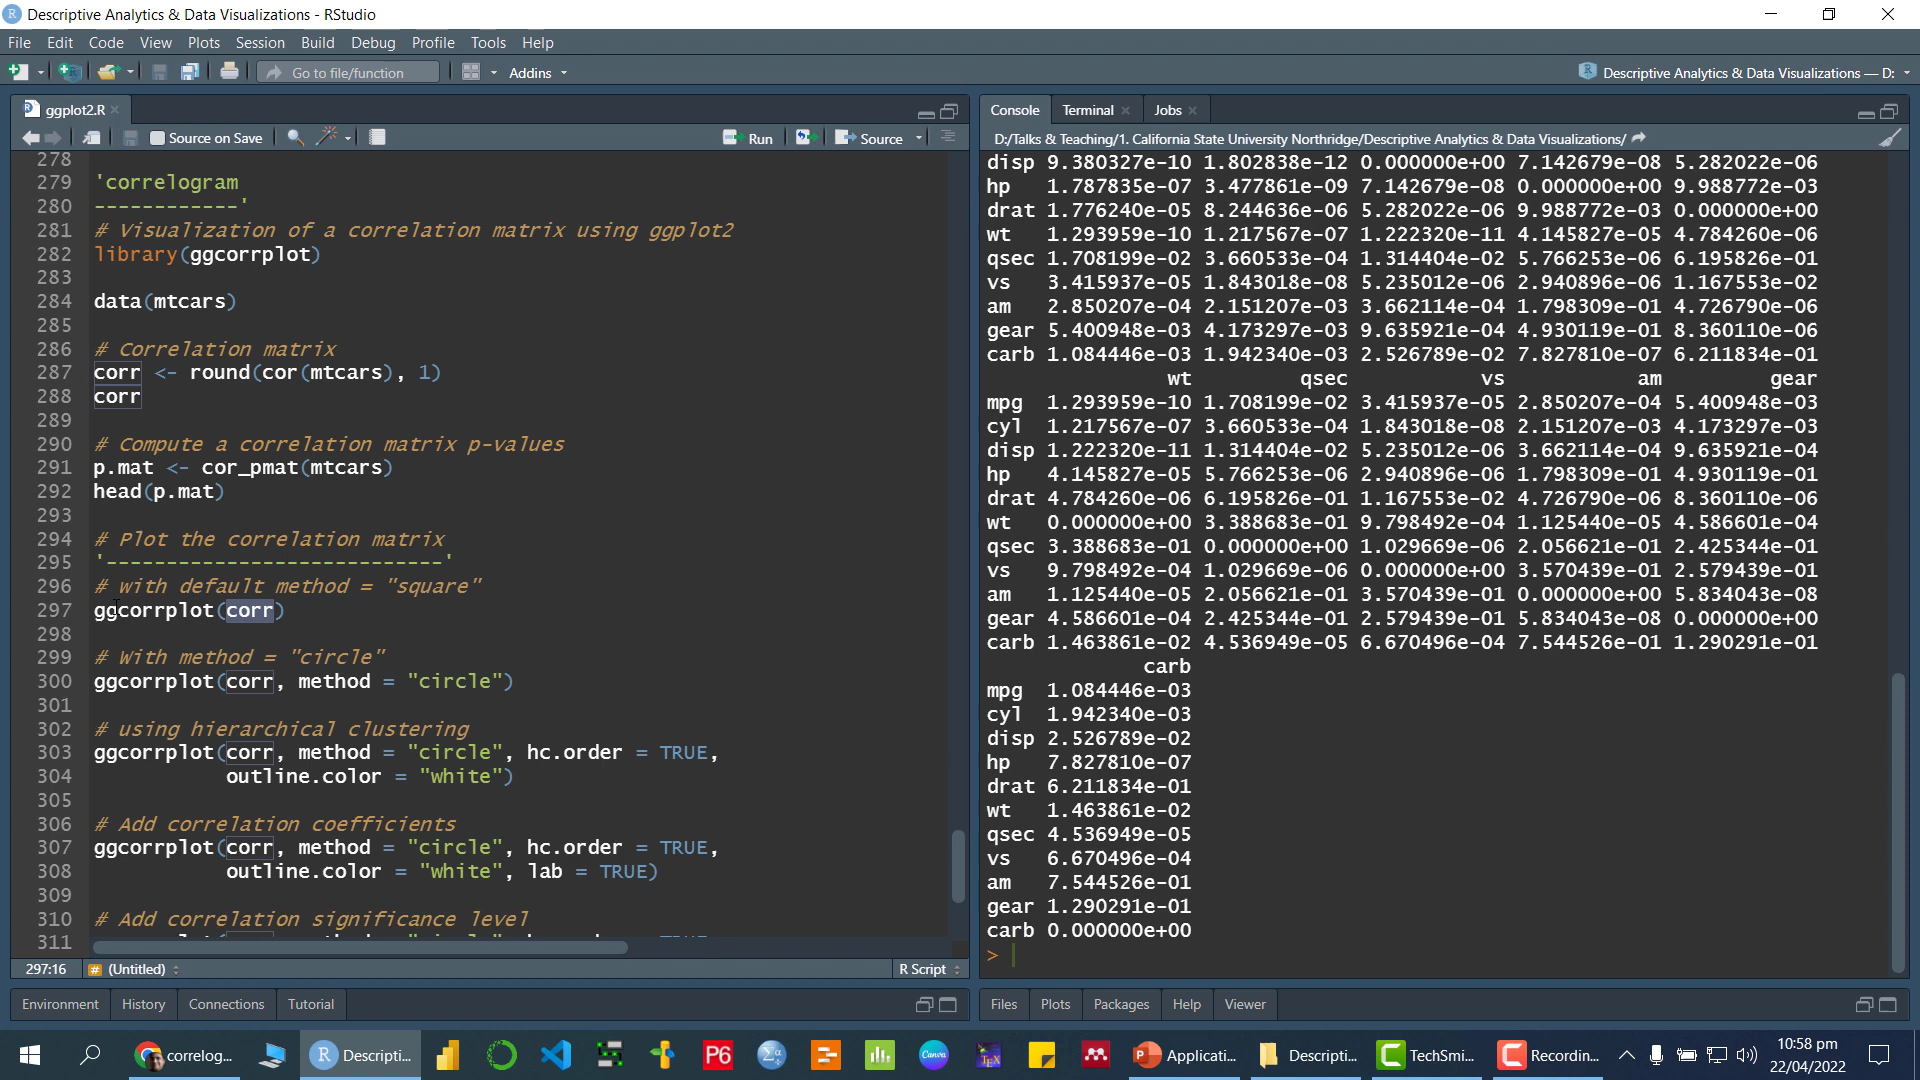 Descriptive Analytics & Data Visualizations - RStudio
File Edit Code View Plots Session Build Debug Profile Tools Help
Go to file/function Addins Descriptive Analytics & Data Visualizations — D:
ggplot2.R
Source on Save Run Source
278
279 'correlogram
280 ------------'
281 # Visualization of a correlation matrix using ggplot2
282 library(ggcorrplot)
283
284 data(mtcars)
285
286 # Correlation matrix
287 corr <- round(cor(mtcars), 1)
288 corr
289
290 # Compute a correlation matrix p-values
291 p.mat <- cor_pmat(mtcars)
292 head(p.mat)
293
294 # Plot the correlation matrix
295 '----------------------------'
296 # with default method = "square"
297 ggcorrplot(corr)
298
299 # With method = "circle"
300 ggcorrplot(corr, method = "circle")
301
302 # using hierarchical clustering
303 ggcorrplot(corr, method = "circle", hc.order = TRUE,
304 outline.color = "white")
305
306 # Add correlation coefficients
307 ggcorrplot(corr, method = "circle", hc.order = TRUE,
308 outline.color = "white", lab = TRUE)
309
310 # Add correlation significance level
311
297:16 # (Untitled) R Script
Environment History Connections Tutorial
Console Terminal Jobs
D:/Talks & Teaching/1. California State University Northridge/Descriptive Analytics & Data Visualizations/
disp 9.380327e-10 1.802838e-12 0.000000e+00 7.142679e-08 5.282022e-06
hp 1.787835e-07 3.477861e-09 7.142679e-08 0.000000e+00 9.988772e-03
drat 1.776240e-05 8.244636e-06 5.282022e-06 9.988772e-03 0.000000e+00
wt 1.293959e-10 1.217567e-07 1.222320e-11 4.145827e-05 4.784260e-06
qsec 1.708199e-02 3.660533e-04 1.314404e-02 5.766253e-06 6.195826e-01
vs 3.415937e-05 1.843018e-08 5.235012e-06 2.940896e-06 1.167553e-02
am 2.850207e-04 2.151207e-03 3.662114e-04 1.798309e-01 4.726790e-06
gear 5.400948e-03 4.173297e-03 9.635921e-04 4.930119e-01 8.360110e-06
carb 1.084446e-03 1.942340e-03 2.526789e-02 7.827810e-07 6.211834e-01
wt qsec vs am gear
mpg 1.293959e-10 1.708199e-02 3.415937e-05 2.850207e-04 5.400948e-03
cyl 1.217567e-07 3.660533e-04 1.843018e-08 2.151207e-03 4.173297e-03
disp 1.222320e-11 1.314404e-02 5.235012e-06 3.662114e-04 9.635921e-04
hp 4.145827e-05 5.766253e-06 2.940896e-06 1.798309e-01 4.930119e-01
drat 4.784260e-06 6.195826e-01 1.167553e-02 4.726790e-06 8.360110e-06
wt 0.000000e+00 3.388683e-01 9.798492e-04 1.125440e-05 4.586601e-04
qsec 3.388683e-01 0.000000e+00 1.029669e-06 2.056621e-01 2.425344e-01
vs 9.798492e-04 1.029669e-06 0.000000e+00 3.570439e-01 2.579439e-01
am 1.125440e-05 2.056621e-01 3.570439e-01 0.000000e+00 5.834043e-08
gear 4.586601e-04 2.425344e-01 2.579439e-01 5.834043e-08 0.000000e+00
carb 1.463861e-02 4.536949e-05 6.670496e-04 7.544526e-01 1.290291e-01
carb
mpg 1.084446e-03
cyl 1.942340e-03
disp 2.526789e-02
hp 7.827810e-07
drat 6.211834e-01
wt 1.463861e-02
qsec 4.536949e-05
vs 6.670496e-04
am 7.544526e-01
gear 1.290291e-01
carb 0.000000e+00
>
Files Plots Packages Help Viewer
correlog... Descripti... Applicati... Descripti... TechSmi... Recordin... 10:58 pm
22/04/2022